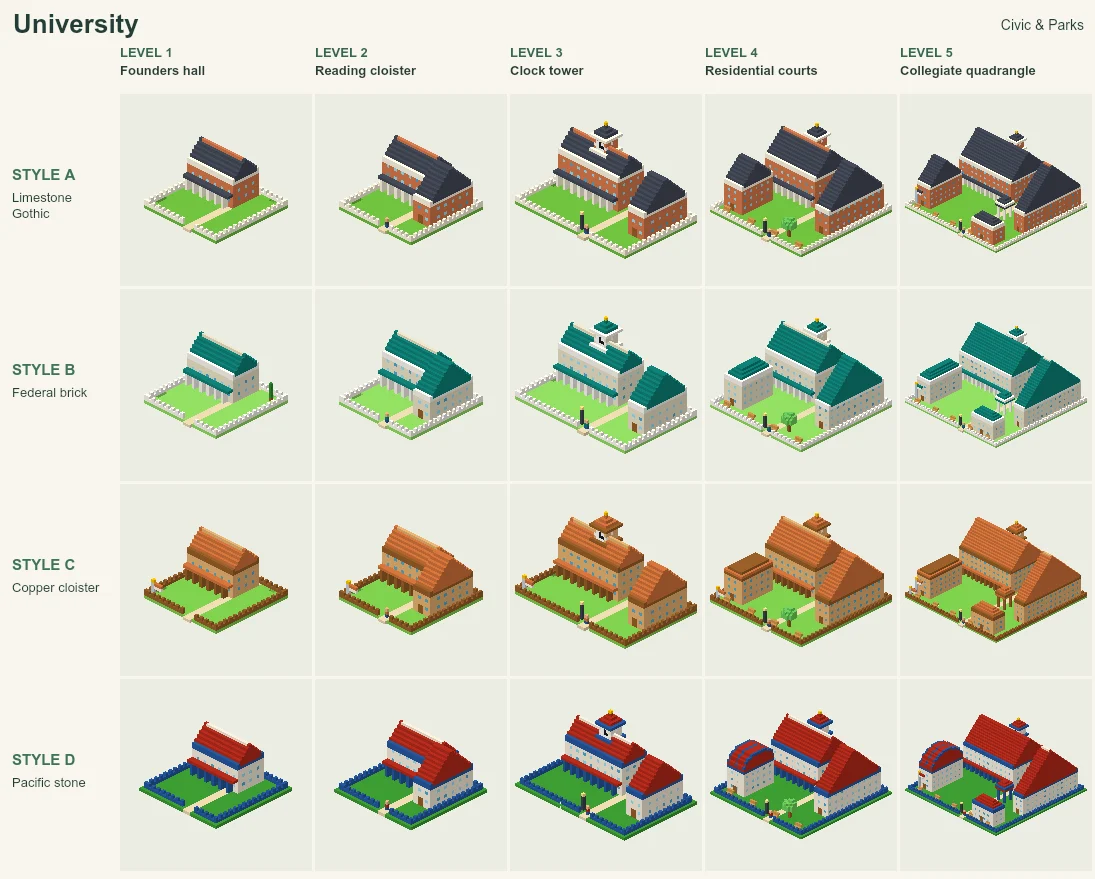 University
Civic & Parks
LEVEL 1
Founders hall
LEVEL 2
Reading cloister
LEVEL 3
Clock tower
LEVEL 4
Residential courts
LEVEL 5
Collegiate quadrangle
STYLE A
Limestone
Gothic
STYLE B
Federal brick
STYLE C
Copper cloister
STYLE D
Pacific stone